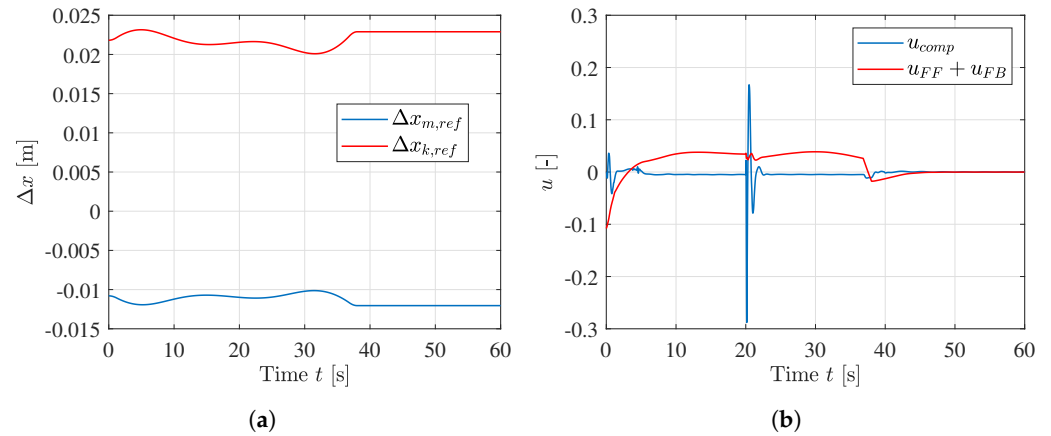 0.025
0.02
0.015
0.01
0.005
0
-0.005
-0.01
-0.015
Δx [m]
Δx_{m,ref}
Δx_{k,ref}
0 10 20 30 40 50 60
Time t [s]
(a)
0.3
0.2
0.1
0
-0.1
-0.2
-0.3
u [-]
u_{comp}
u_{FF} + u_{FB}
0 10 20 30 40 50 60
Time t [s]
(b)